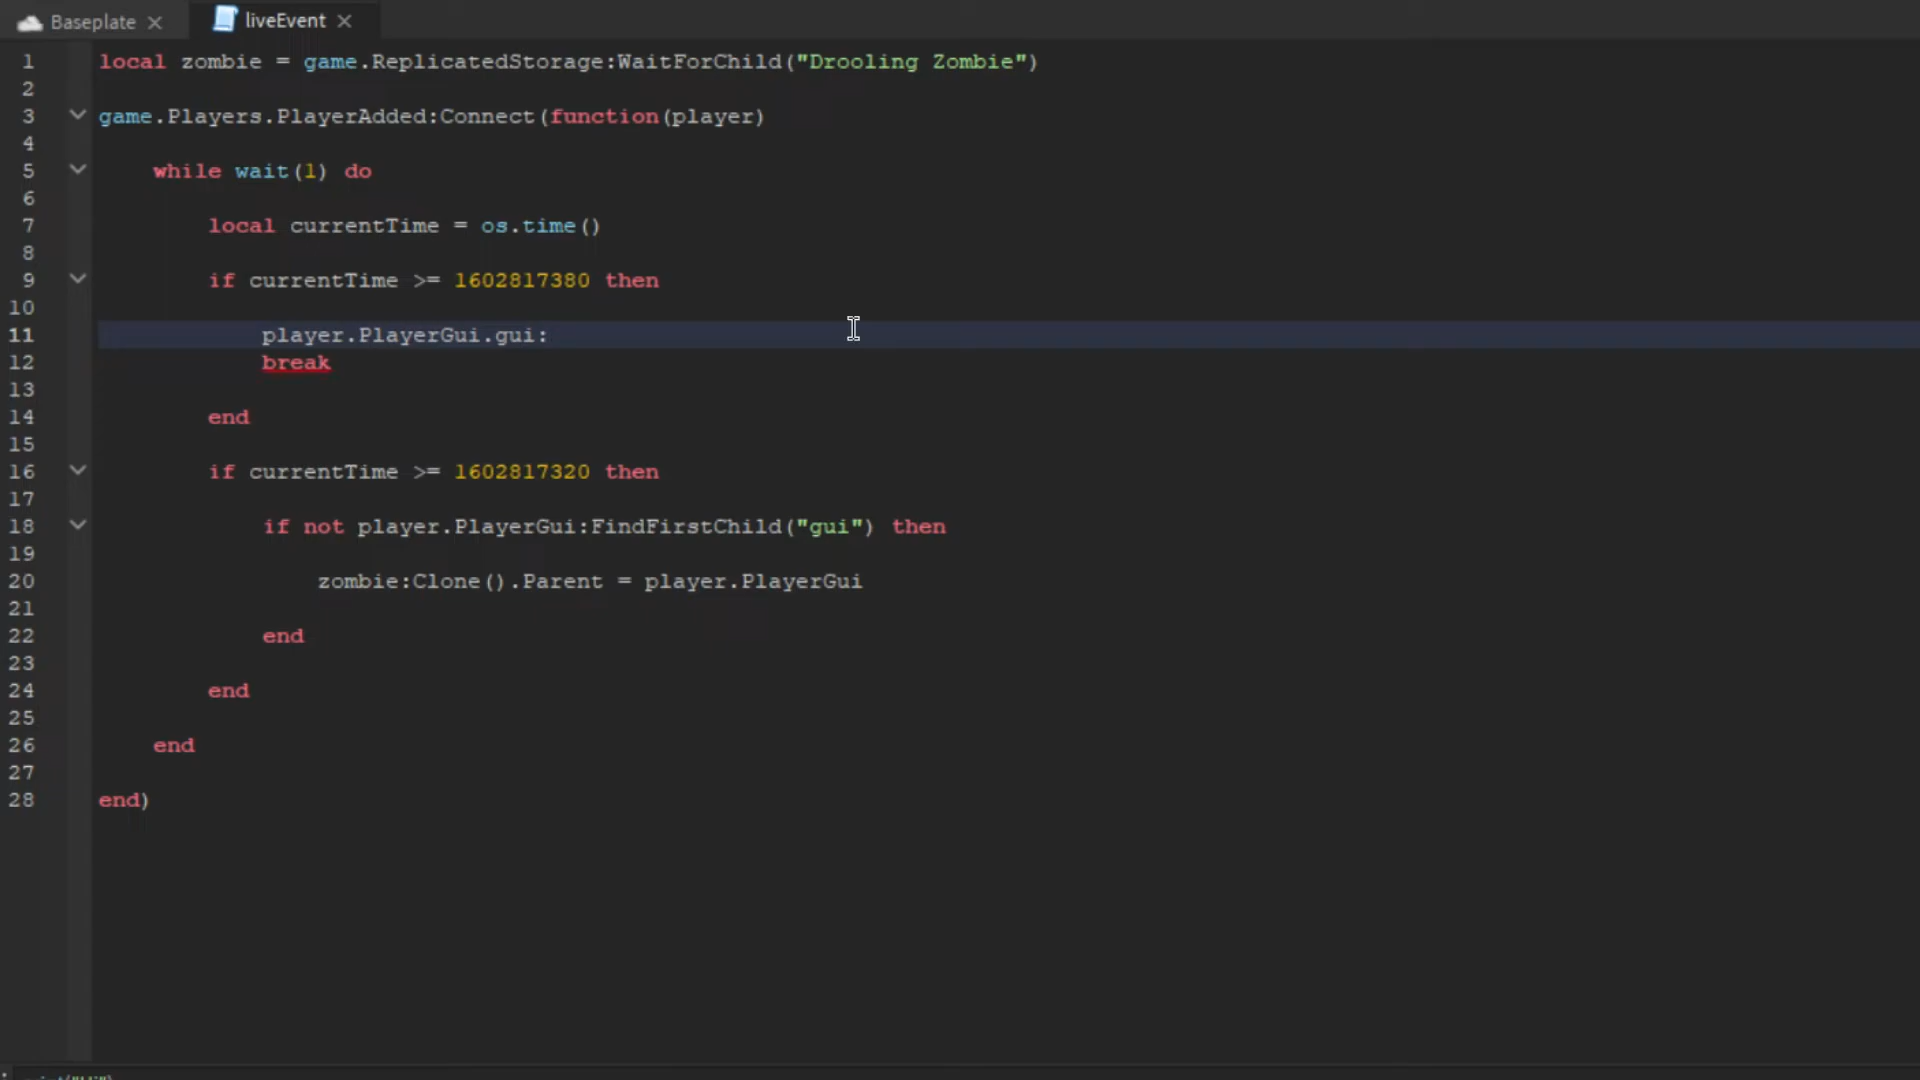 Baseplate
liveEvent
1 local zombie = game.ReplicatedStorage:WaitForChild("Drooling Zombie")
2
3 game.Players.PlayerAdded:Connect(function(player)
4
5 while wait(1) do
6
7 local currentTime = os.time()
8
9 if currentTime >= 1602817380 then
10
11 player.PlayerGui.gui:
12 break
13
14 end
15
16 if currentTime >= 1602817320 then
17
18 if not player.PlayerGui:FindFirstChild("gui") then
19
20 zombie:Clone().Parent = player.PlayerGui
21
22 end
23
24 end
25
26 end
27
28 end)